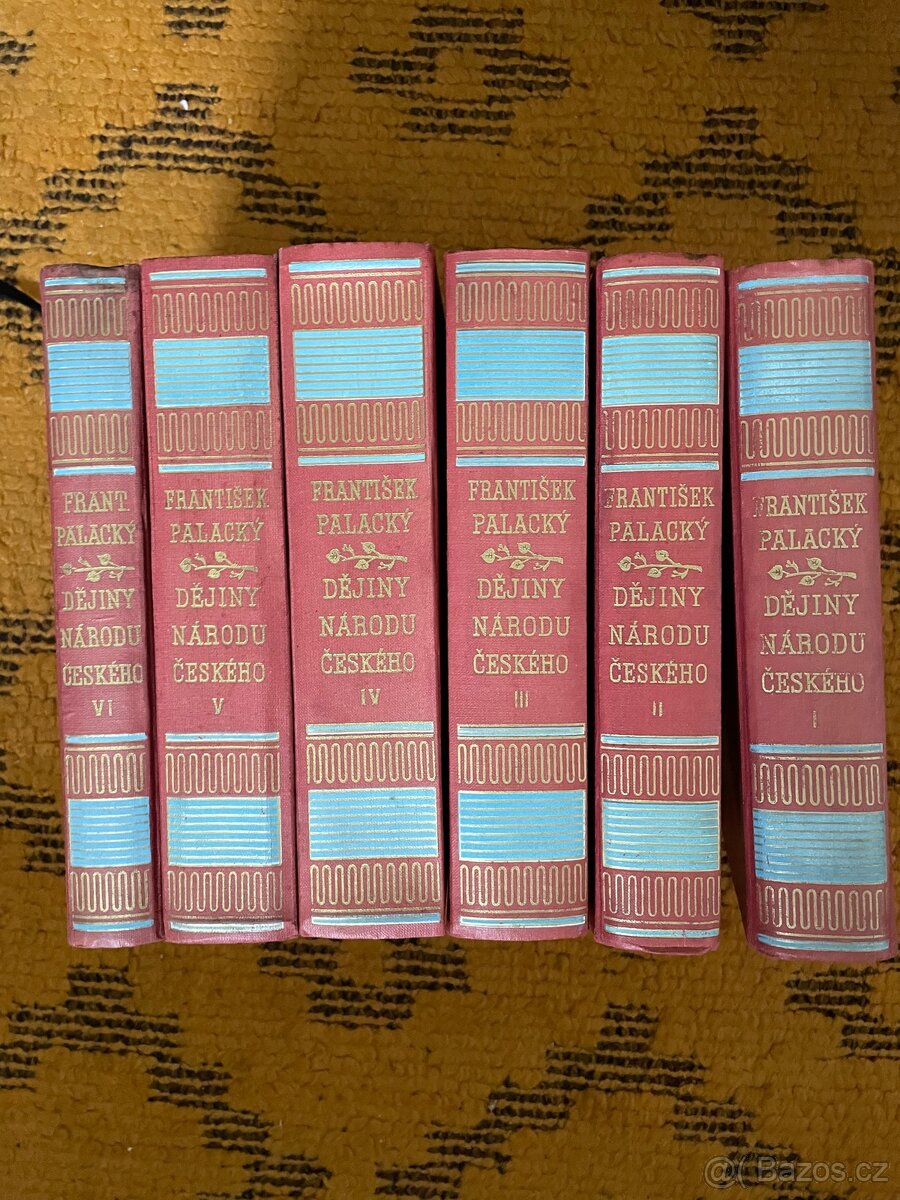 FRANT.
PALACKÝ
DĚJINY
NÁRODU
ČESKÉHO
VI
FRANTIŠEK
PALACKÝ
DĚJINY
NÁRODU
ČESKÉHO
V
FRANTIŠEK
PALACKÝ
DĚJINY
NÁRODU
ČESKÉHO
IV
FRANTIŠEK
PALACKÝ
DĚJINY
NÁRODU
ČESKÉHO
III
FRANTIŠEK
PALACKÝ
DĚJINY
NÁRODU
ČESKÉHO
II
FRANTIŠEK
PALACKÝ
DĚJINY
NÁRODU
ČESKÉHO
I
Bazos.cz